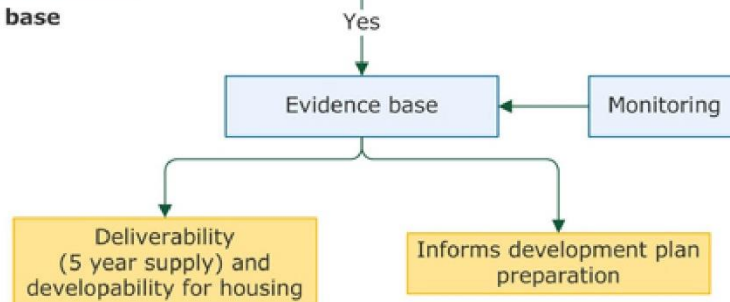 base
Yes
Evidence base
Monitoring
Deliverability
(5 year supply) and
developability for housing
Informs development plan
preparation